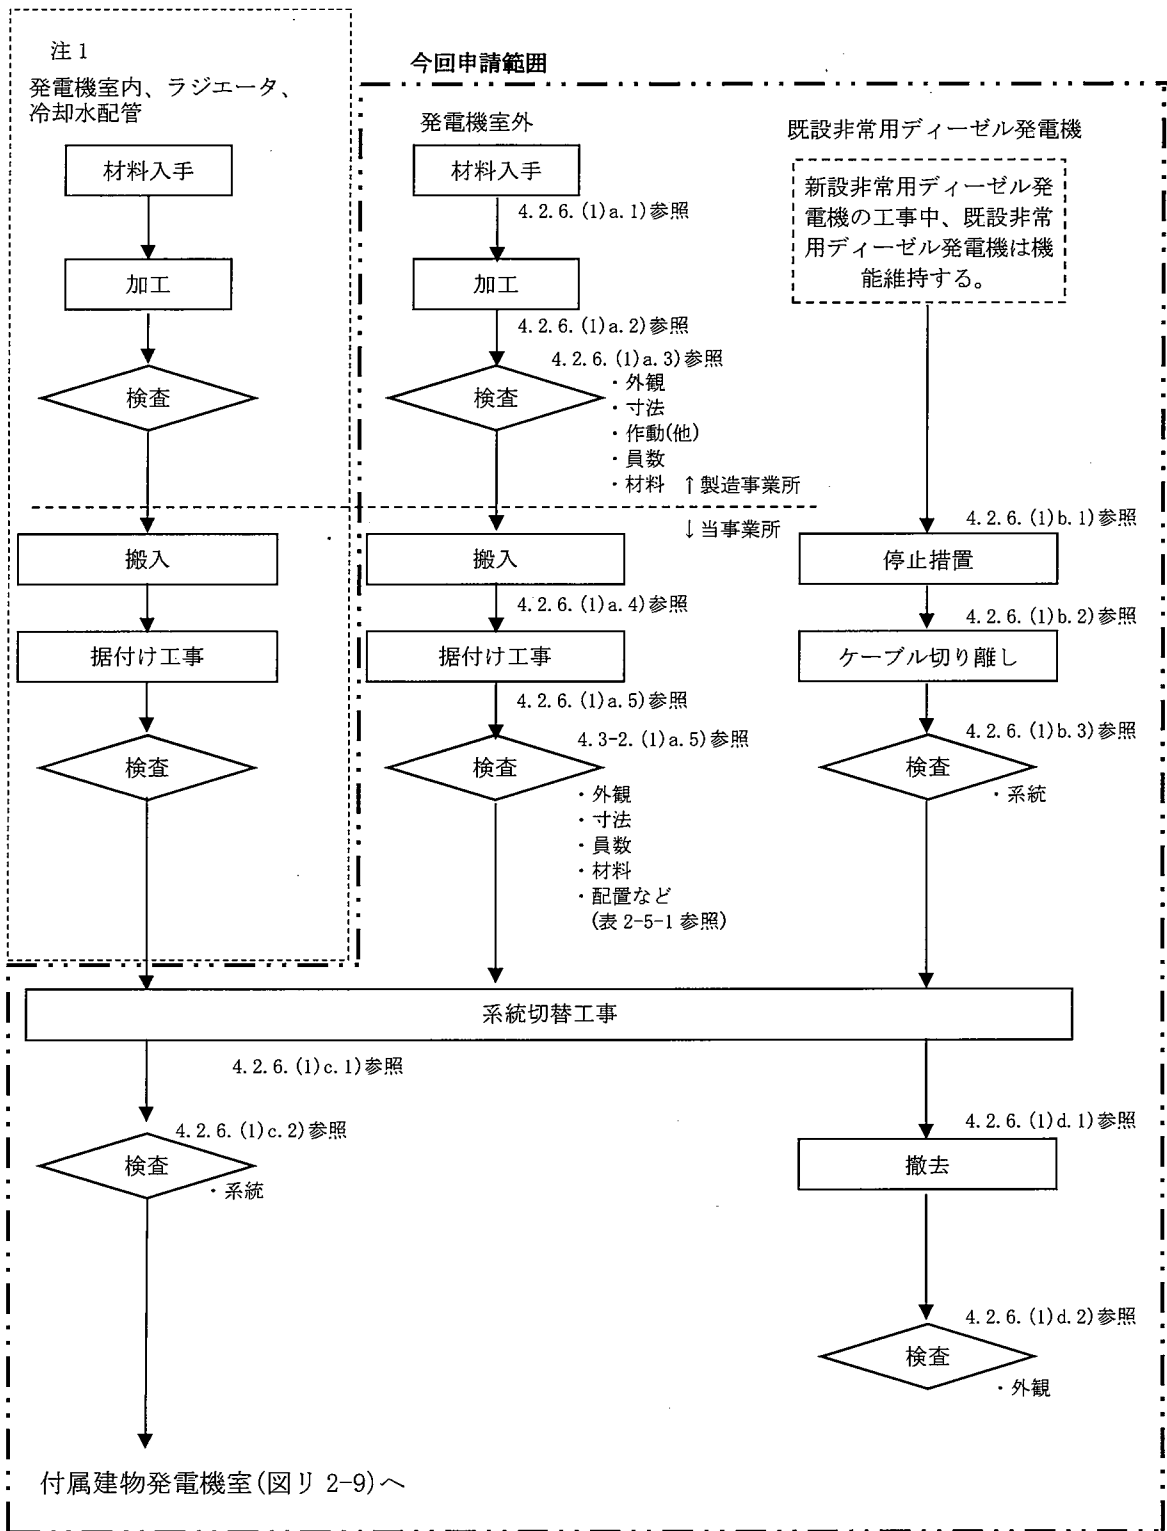 注1
発電機室内、ラジエータ、
冷却水配管
材料入手
加工
検査
搬入
据付け工事
検査
今回申請範囲
発電機室外
材料入手
4.2.6.(1)a.1)参照
加工
4.2.6.(1)a.2)参照
4.2.6.(1)a.3)参照
検査
・外観
・寸法
・作動(他)
・員数
・材料
↑製造事業所
↓当事業所
搬入
4.2.6.(1)a.4)参照
据付け工事
4.2.6.(1)a.5)参照
4.3-2.(1)a.5)参照
検査
・外観
・寸法
・員数
・材料
・配置など
(表2-5-1参照)
既設非常用ディーゼル発電機
新設非常用ディーゼル発
電機の工事中、既設非常
用ディーゼル発電機は機
能維持する。
4.2.6.(1)b.1)参照
停止措置
4.2.6.(1)b.2)参照
ケーブル切り離し
4.2.6.(1)b.3)参照
検査
・系統
系統切替工事
4.2.6.(1)c.1)参照
4.2.6.(1)c.2)参照
検査
・系統
4.2.6.(1)d.1)参照
撤去
4.2.6.(1)d.2)参照
検査
・外観
付属建物発電機室(図リ2-9)へ